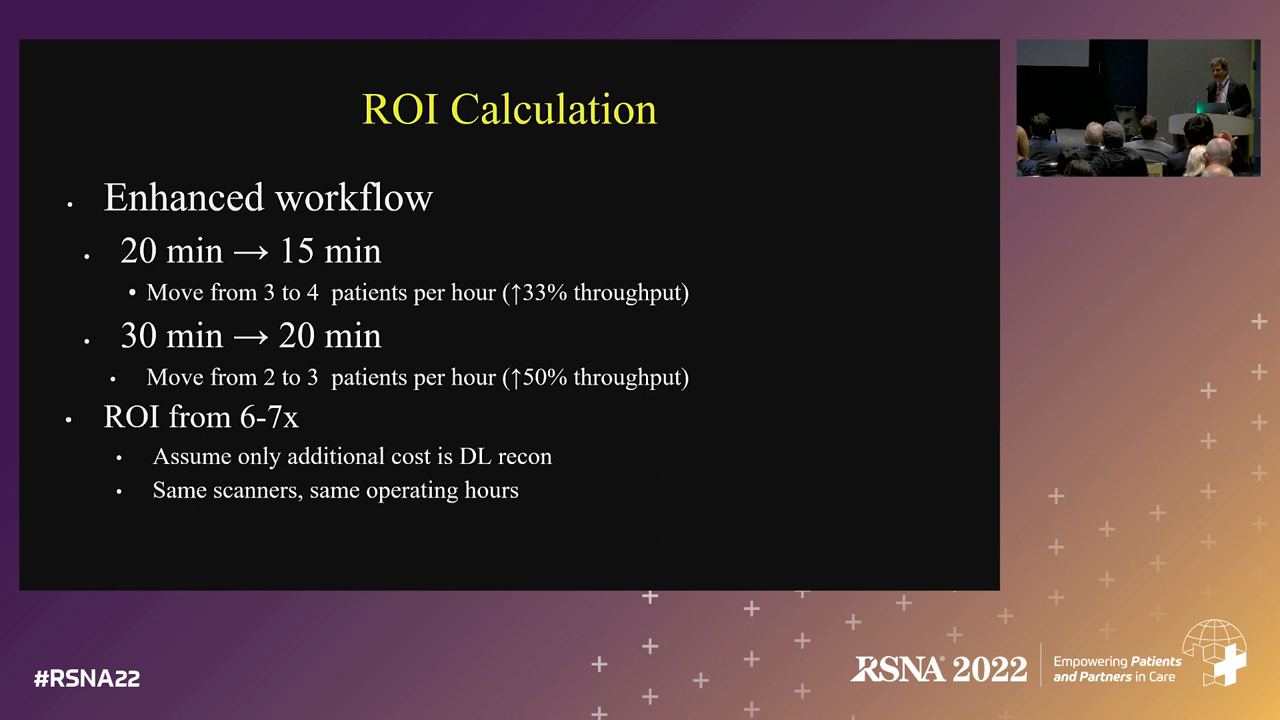 ROI Calculation
• Enhanced workflow
• 20 min → 15 min
• Move from 3 to 4 patients per hour (↑33% throughput)
• 30 min → 20 min
• Move from 2 to 3 patients per hour (↑50% throughput)
• ROI from 6-7x
• Assume only additional cost is DL recon
• Same scanners, same operating hours
#RSNA22
RSNA® 2022
Empowering Patients
and Partners in Care